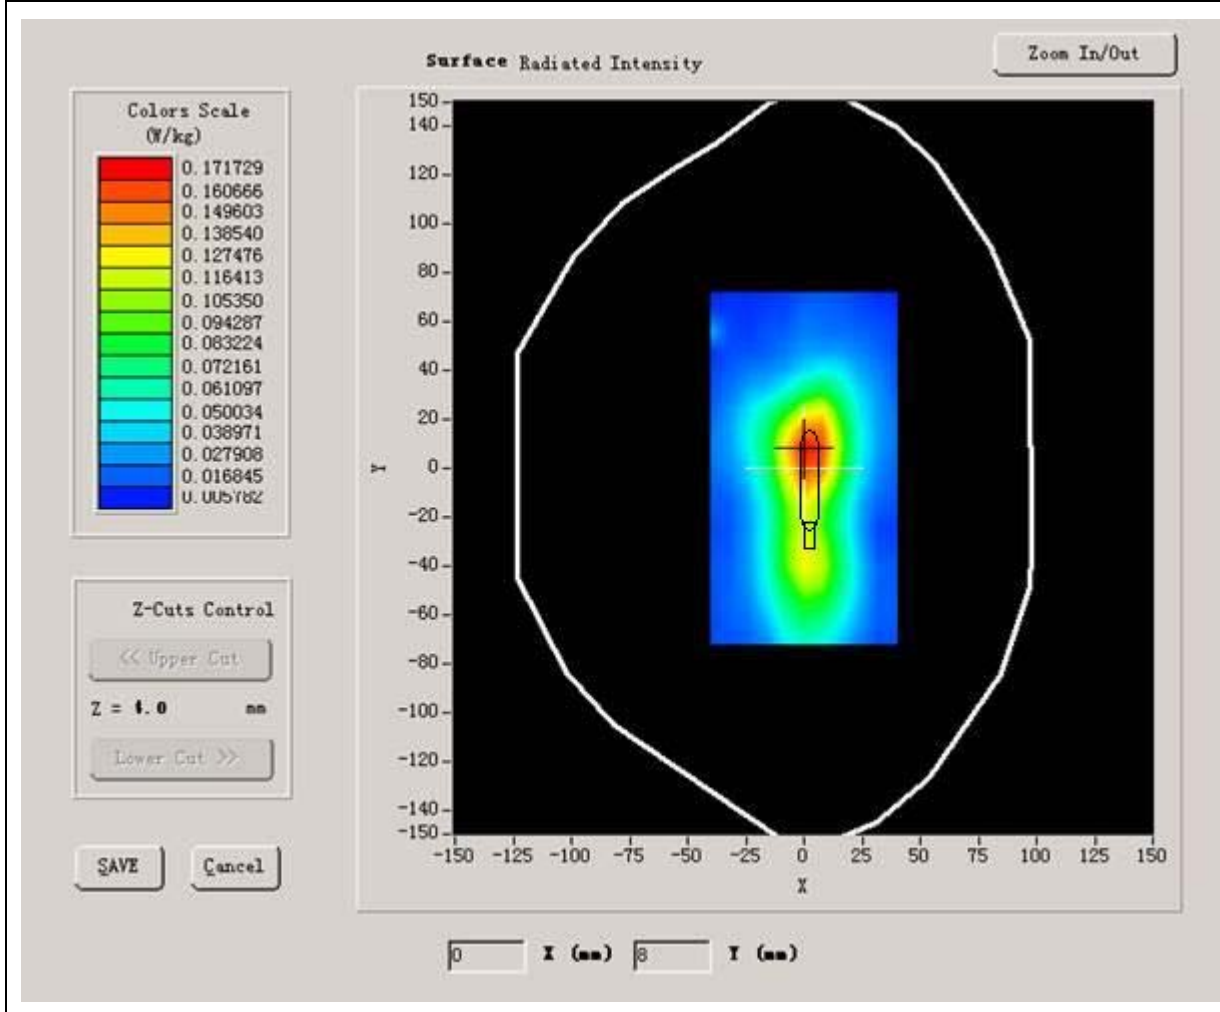 Surface Radiated Intensity
Zoom In/Out
Colors Scale
(W/kg)
0.171729
0.160666
0.149603
0.138540
0.127476
0.116413
0.105350
0.094287
0.083224
0.072161
0.061097
0.050034
0.038971
0.027908
0.016845
0.005782
Z-Cuts Control
<< Upper Cut
Z = 4.0 mm
Lower Cut >>
SAVE
Cancel
150
140
120
100
80
60
40
20
0
-20
-40
-60
-80
-100
-120
-140
-150
Y
-150 -125 -100 -75 -50 -25 0 25 50 75 100 125 150
X
0 X (mm) 8 Y (mm)